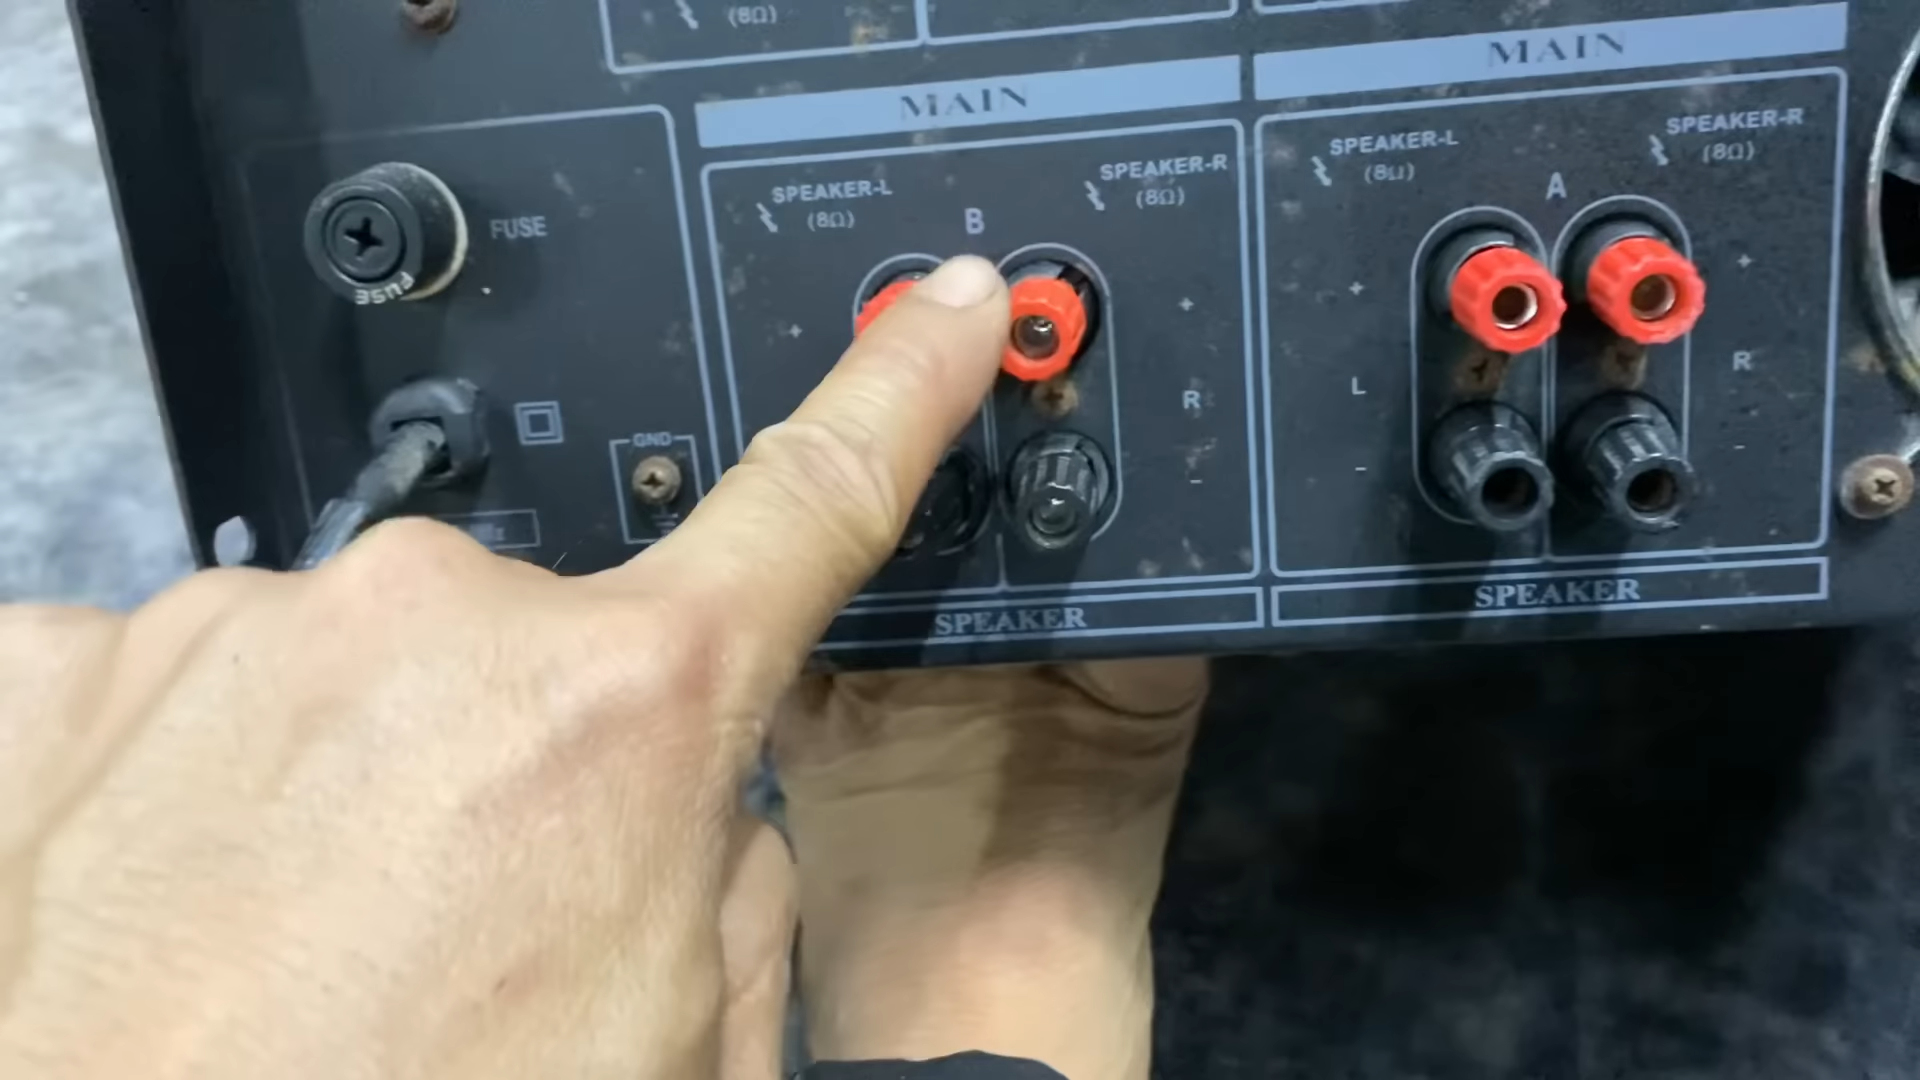 (8Ω)
MAIN
MAIN
SPEAKER-L
(8Ω)
SPEAKER-R
(8Ω)
SPEAKER-L
(8Ω)
SPEAKER-R
(8Ω)
B
A
FUSE
FUSE
+
+
+
+
R
L
R
-
-
-
GND
SPEAKER
SPEAKER